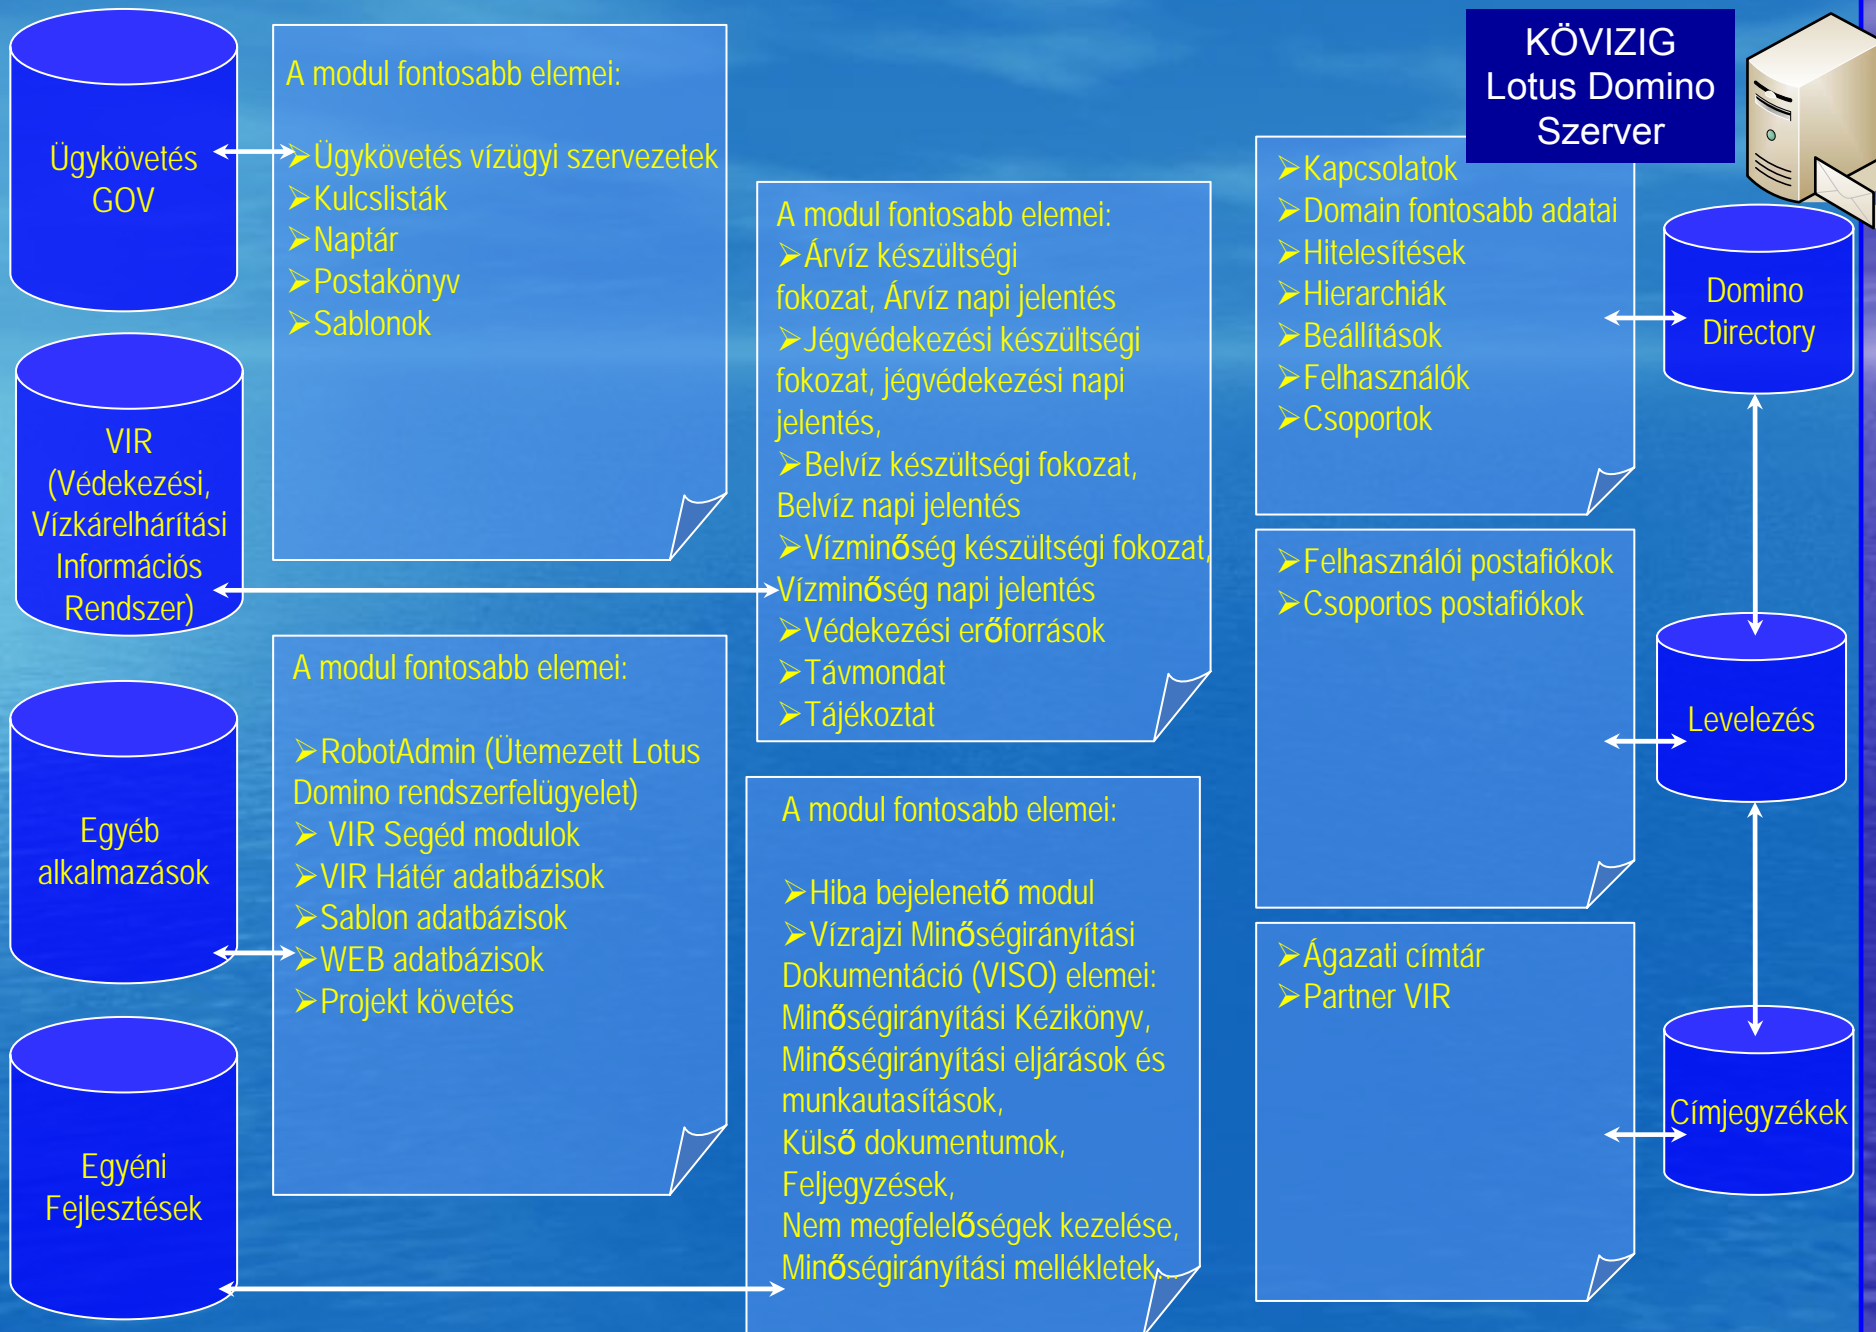 KÖVIZIG
Lotus Domino
Szerver
Ügykövetés
GOV
A modul fontosabb elemei:
➢Ügykövetés vízügyi szervezetek
➢Kulcslisták
➢Naptár
➢Postakönyv
➢Sablonok
VIR
(Védekezési,
Vízkárelhárítási
Információs
Rendszer)
A modul fontosabb elemei:
➢Árvíz készültségi
fokozat, Árvíz napi jelentés
➢Jégvédekezési készültségi
fokozat, jégvédekezési napi
jelentés,
➢Belvíz készültségi fokozat,
Belvíz napi jelentés
➢Vízminőség készültségi fokozat,
Vízminőség napi jelentés
➢Védekezési erőforrások
➢Távmondat
➢Tájékoztat
Egyéb
alkalmazások
A modul fontosabb elemei:
➢RobotAdmin (Ütemezett Lotus
Domino rendszerfelügyelet)
➢ VIR Segéd modulok
➢VIR Hátér adatbázisok
➢Sablon adatbázisok
➢WEB adatbázisok
➢Projekt követés
Egyéni
Fejlesztések
A modul fontosabb elemei:
➢Hiba bejelenető modul
➢Vízrajzi Minőségirányítási
Dokumentáció (VISO) elemei:
Minőségirányítási Kézikönyv,
Minőségirányítási eljárások és
munkautasítások,
Külső dokumentumok,
Feljegyzések,
Nem megfelelőségek kezelése,
Minőségirányítási mellékletek...
➢Kapcsolatok
➢Domain fontosabb adatai
➢Hitelesítések
➢Hierarchiák
➢Beállítások
➢Felhasználók
➢Csoportok
Domino
Directory
➢Felhasználói postafiókok
➢Csoportos postafiókok
Levelezés
➢Ágazati címtár
➢Partner VIR
Címjegyzékek